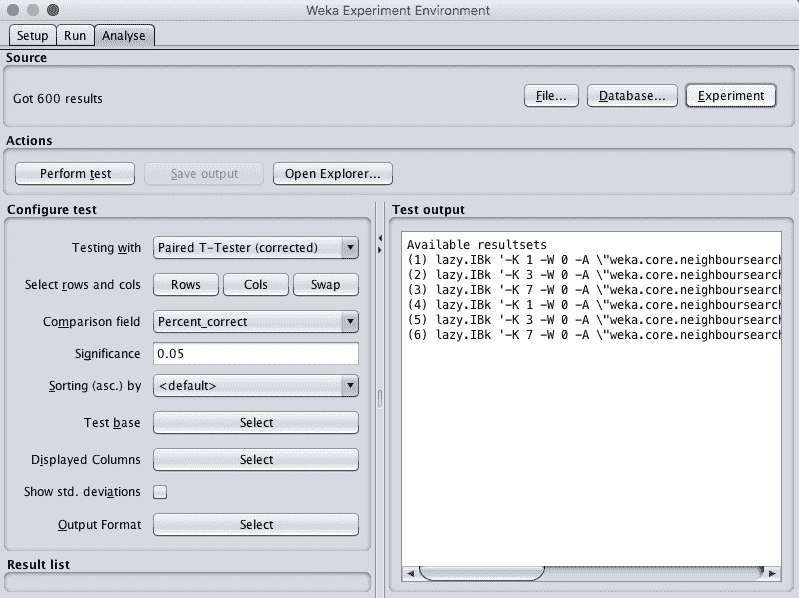 Weka Experiment Environment
Setup Run Analyse
Source
Got 600 results File... Database... Experiment
Actions
Perform test Save output Open Explorer...
Configure test
Testing with Paired T-Tester (corrected)
Select rows and cols Rows Cols Swap
Comparison field Percent_correct
Significance 0.05
Sorting (asc.) by <default>
Test base Select
Displayed Columns Select
Show std. deviations
Output Format Select
Result list
Test output
Available resultsets
(1) lazy.IBk '-K 1 -W 0 -A \"weka.core.neighboursearch
(2) lazy.IBk '-K 3 -W 0 -A \"weka.core.neighboursearch
(3) lazy.IBk '-K 7 -W 0 -A \"weka.core.neighboursearch
(4) lazy.IBk '-K 1 -W 0 -A \"weka.core.neighboursearch
(5) lazy.IBk '-K 3 -W 0 -A \"weka.core.neighboursearch
(6) lazy.IBk '-K 7 -W 0 -A \"weka.core.neighboursearch